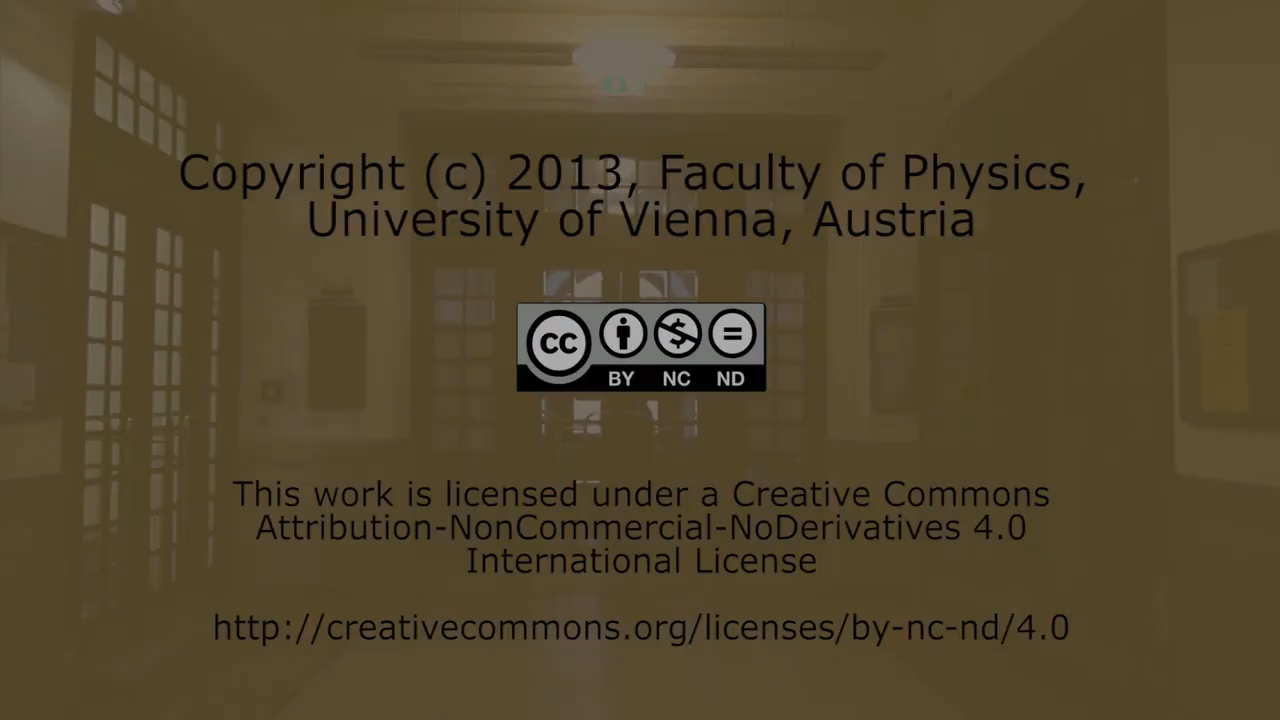 Copyright (c) 2013, Faculty of Physics,
University of Vienna, Austria
CC
BY NC ND
This work is licensed under a Creative Commons
Attribution-NonCommercial-NoDerivatives 4.0
International License
http://creativecommons.org/licenses/by-nc-nd/4.0